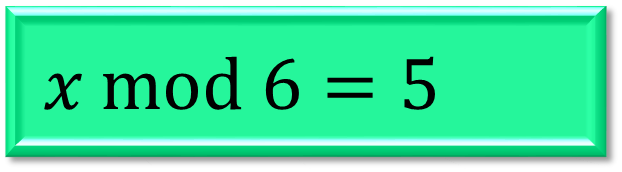 x mod 6 = 5